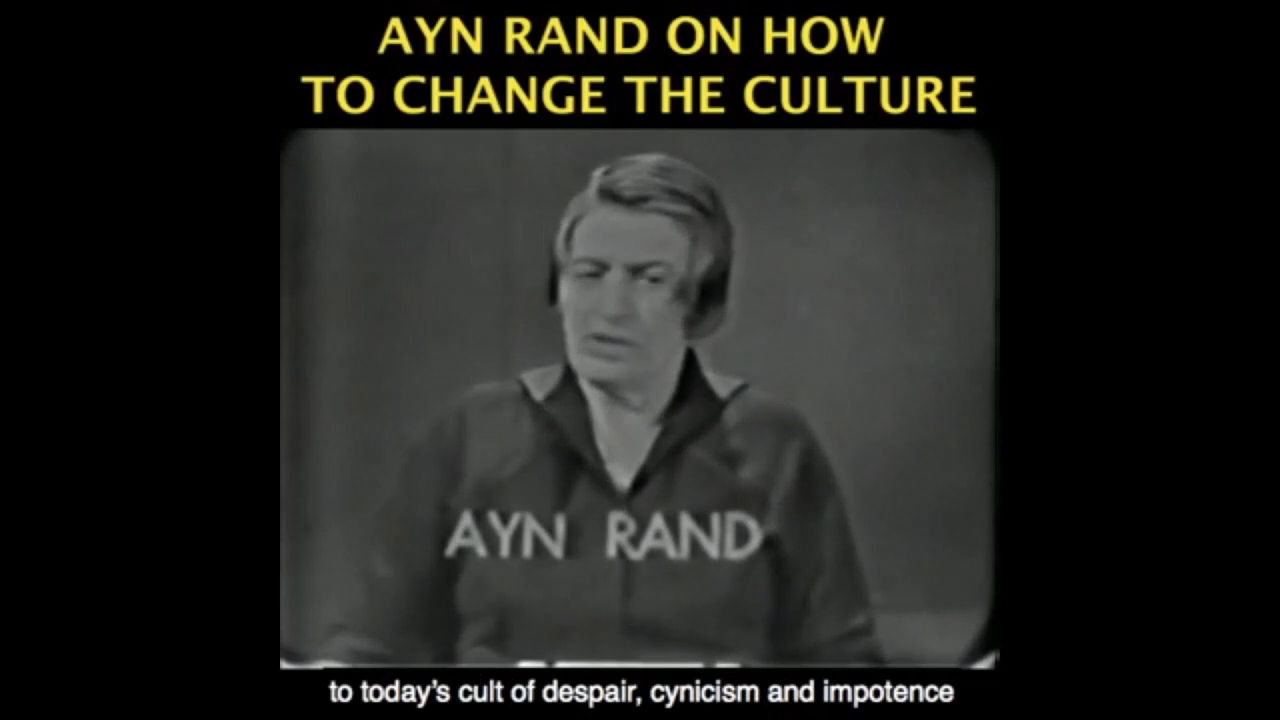 AYN RAND ON HOW
TO CHANGE THE CULTURE
AYN RAND
to today's cult of despair, cynicism and impotence